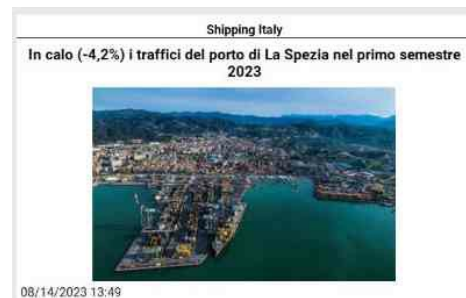 Shipping Italy
In calo (-4,2%) i traffici del porto di La Spezia nel primo semestre
2023
08/14/2023 13:49